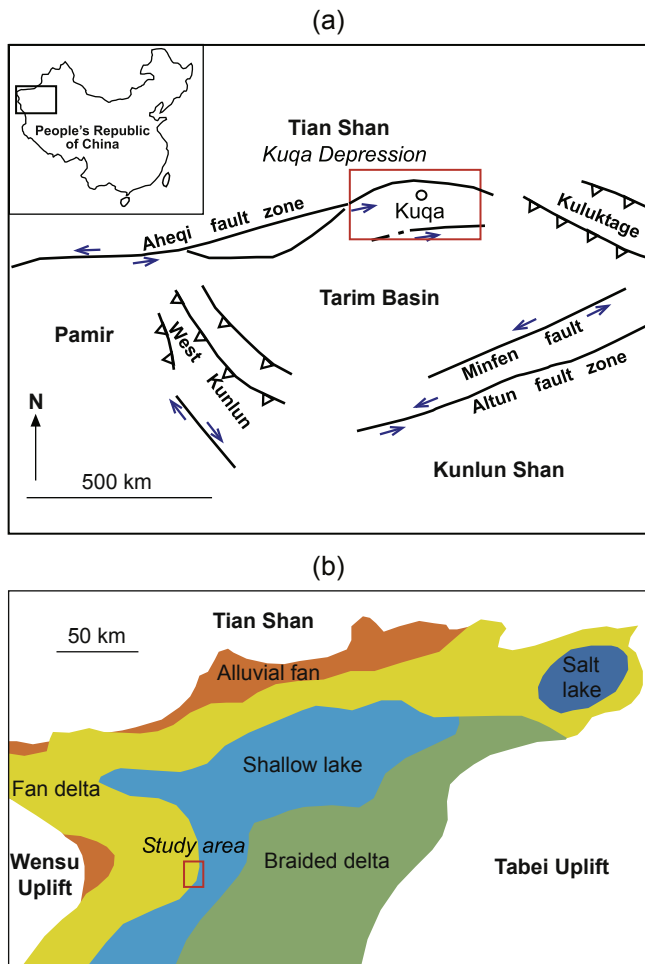 (a)
People's Republic
of China
Tian Shan
Kuqa Depression
Aheqi fault zone
Kuqa
Kuluktage
Tarim Basin
Pamir
West
Kunlun
Minfen fault
Altun fault zone
N
500 km
Kunlun Shan
(b)
50 km
Tian Shan
Alluvial fan
Salt
lake
Shallow lake
Fan delta
Study area
Wensu
Uplift
Braided delta
Tabei Uplift